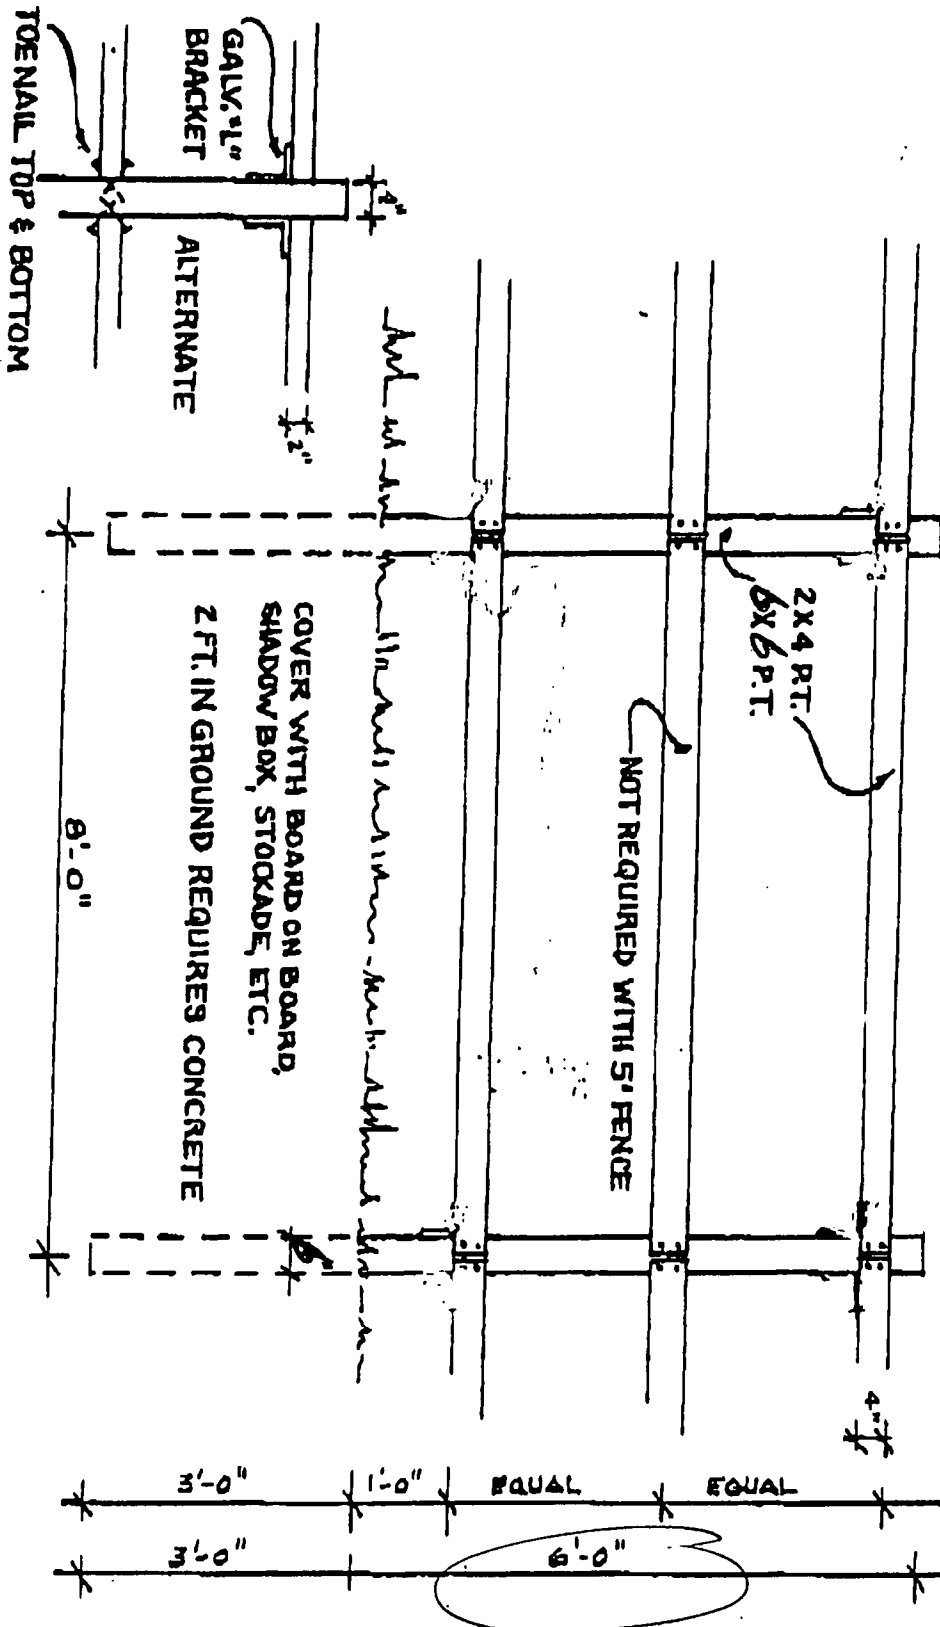 2X4 P.T.
6X6 P.T.
NOT REQUIRED WITH 5' FENCE
COVER WITH BOARD ON BOARD,
SHADOWBOX, STOCKADE, ETC.
2 FT. IN GROUND REQUIRES CONCRETE
8'-0"
6"
4"
EQUAL
EQUAL
1'-0"
3'-0"
6'-0"
3'-0"
GALV. "L"
BRACKET
4"
2"
ALTERNATE
TOENAIL TOP & BOTTOM